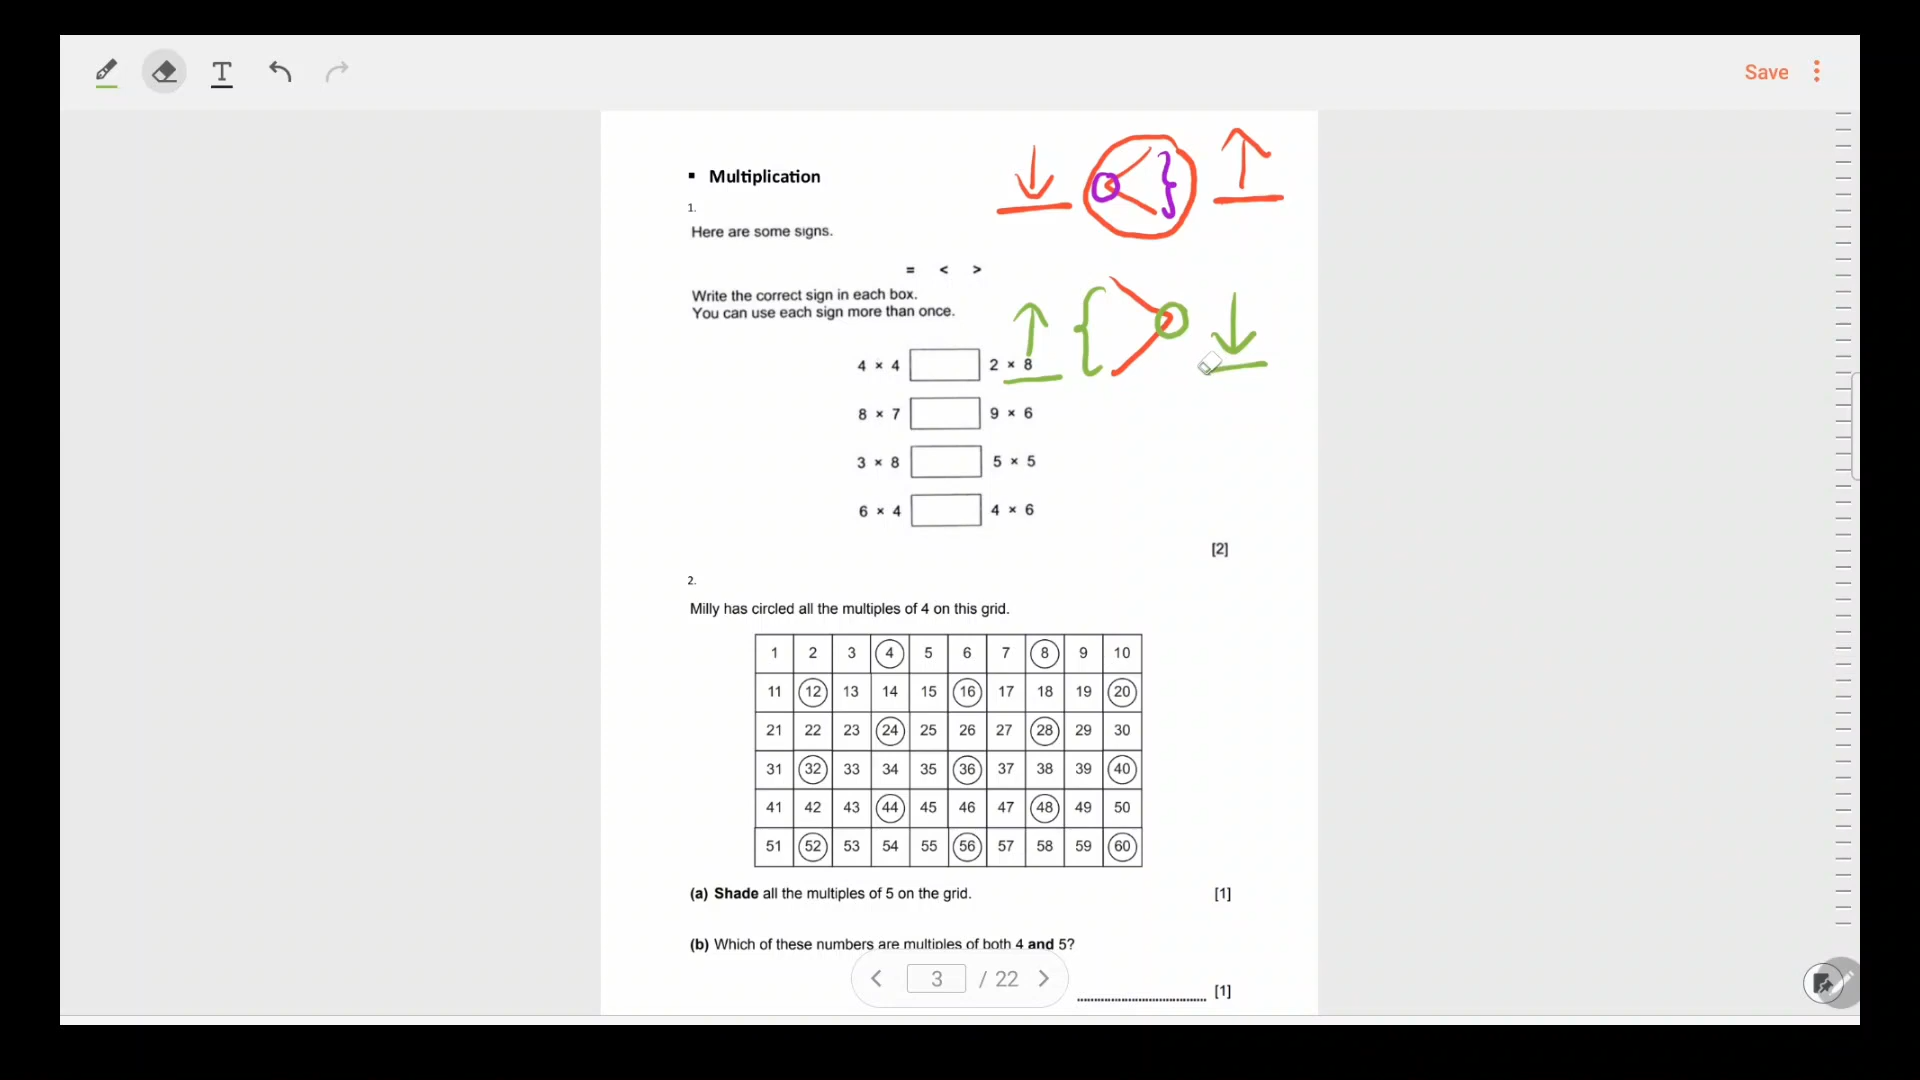 T Save
▪ Multiplication
1.
Here are some signs.
= < >
Write the correct sign in each box.
You can use each sign more than once.
4 × 4 2 × 8
8 × 7 9 × 6
3 × 8 5 × 5
6 × 4 4 × 6
[2]
2.
Milly has circled all the multiples of 4 on this grid.
1 2 3 4 5 6 7 8 9 10
11 12 13 14 15 16 17 18 19 20
21 22 23 24 25 26 27 28 29 30
31 32 33 34 35 36 37 38 39 40
41 42 43 44 45 46 47 48 49 50
51 52 53 54 55 56 57 58 59 60
(a) Shade all the multiples of 5 on the grid. [1]
(b) Which of these numbers are multiples of both 4 and 5?
3 / 22
[1]